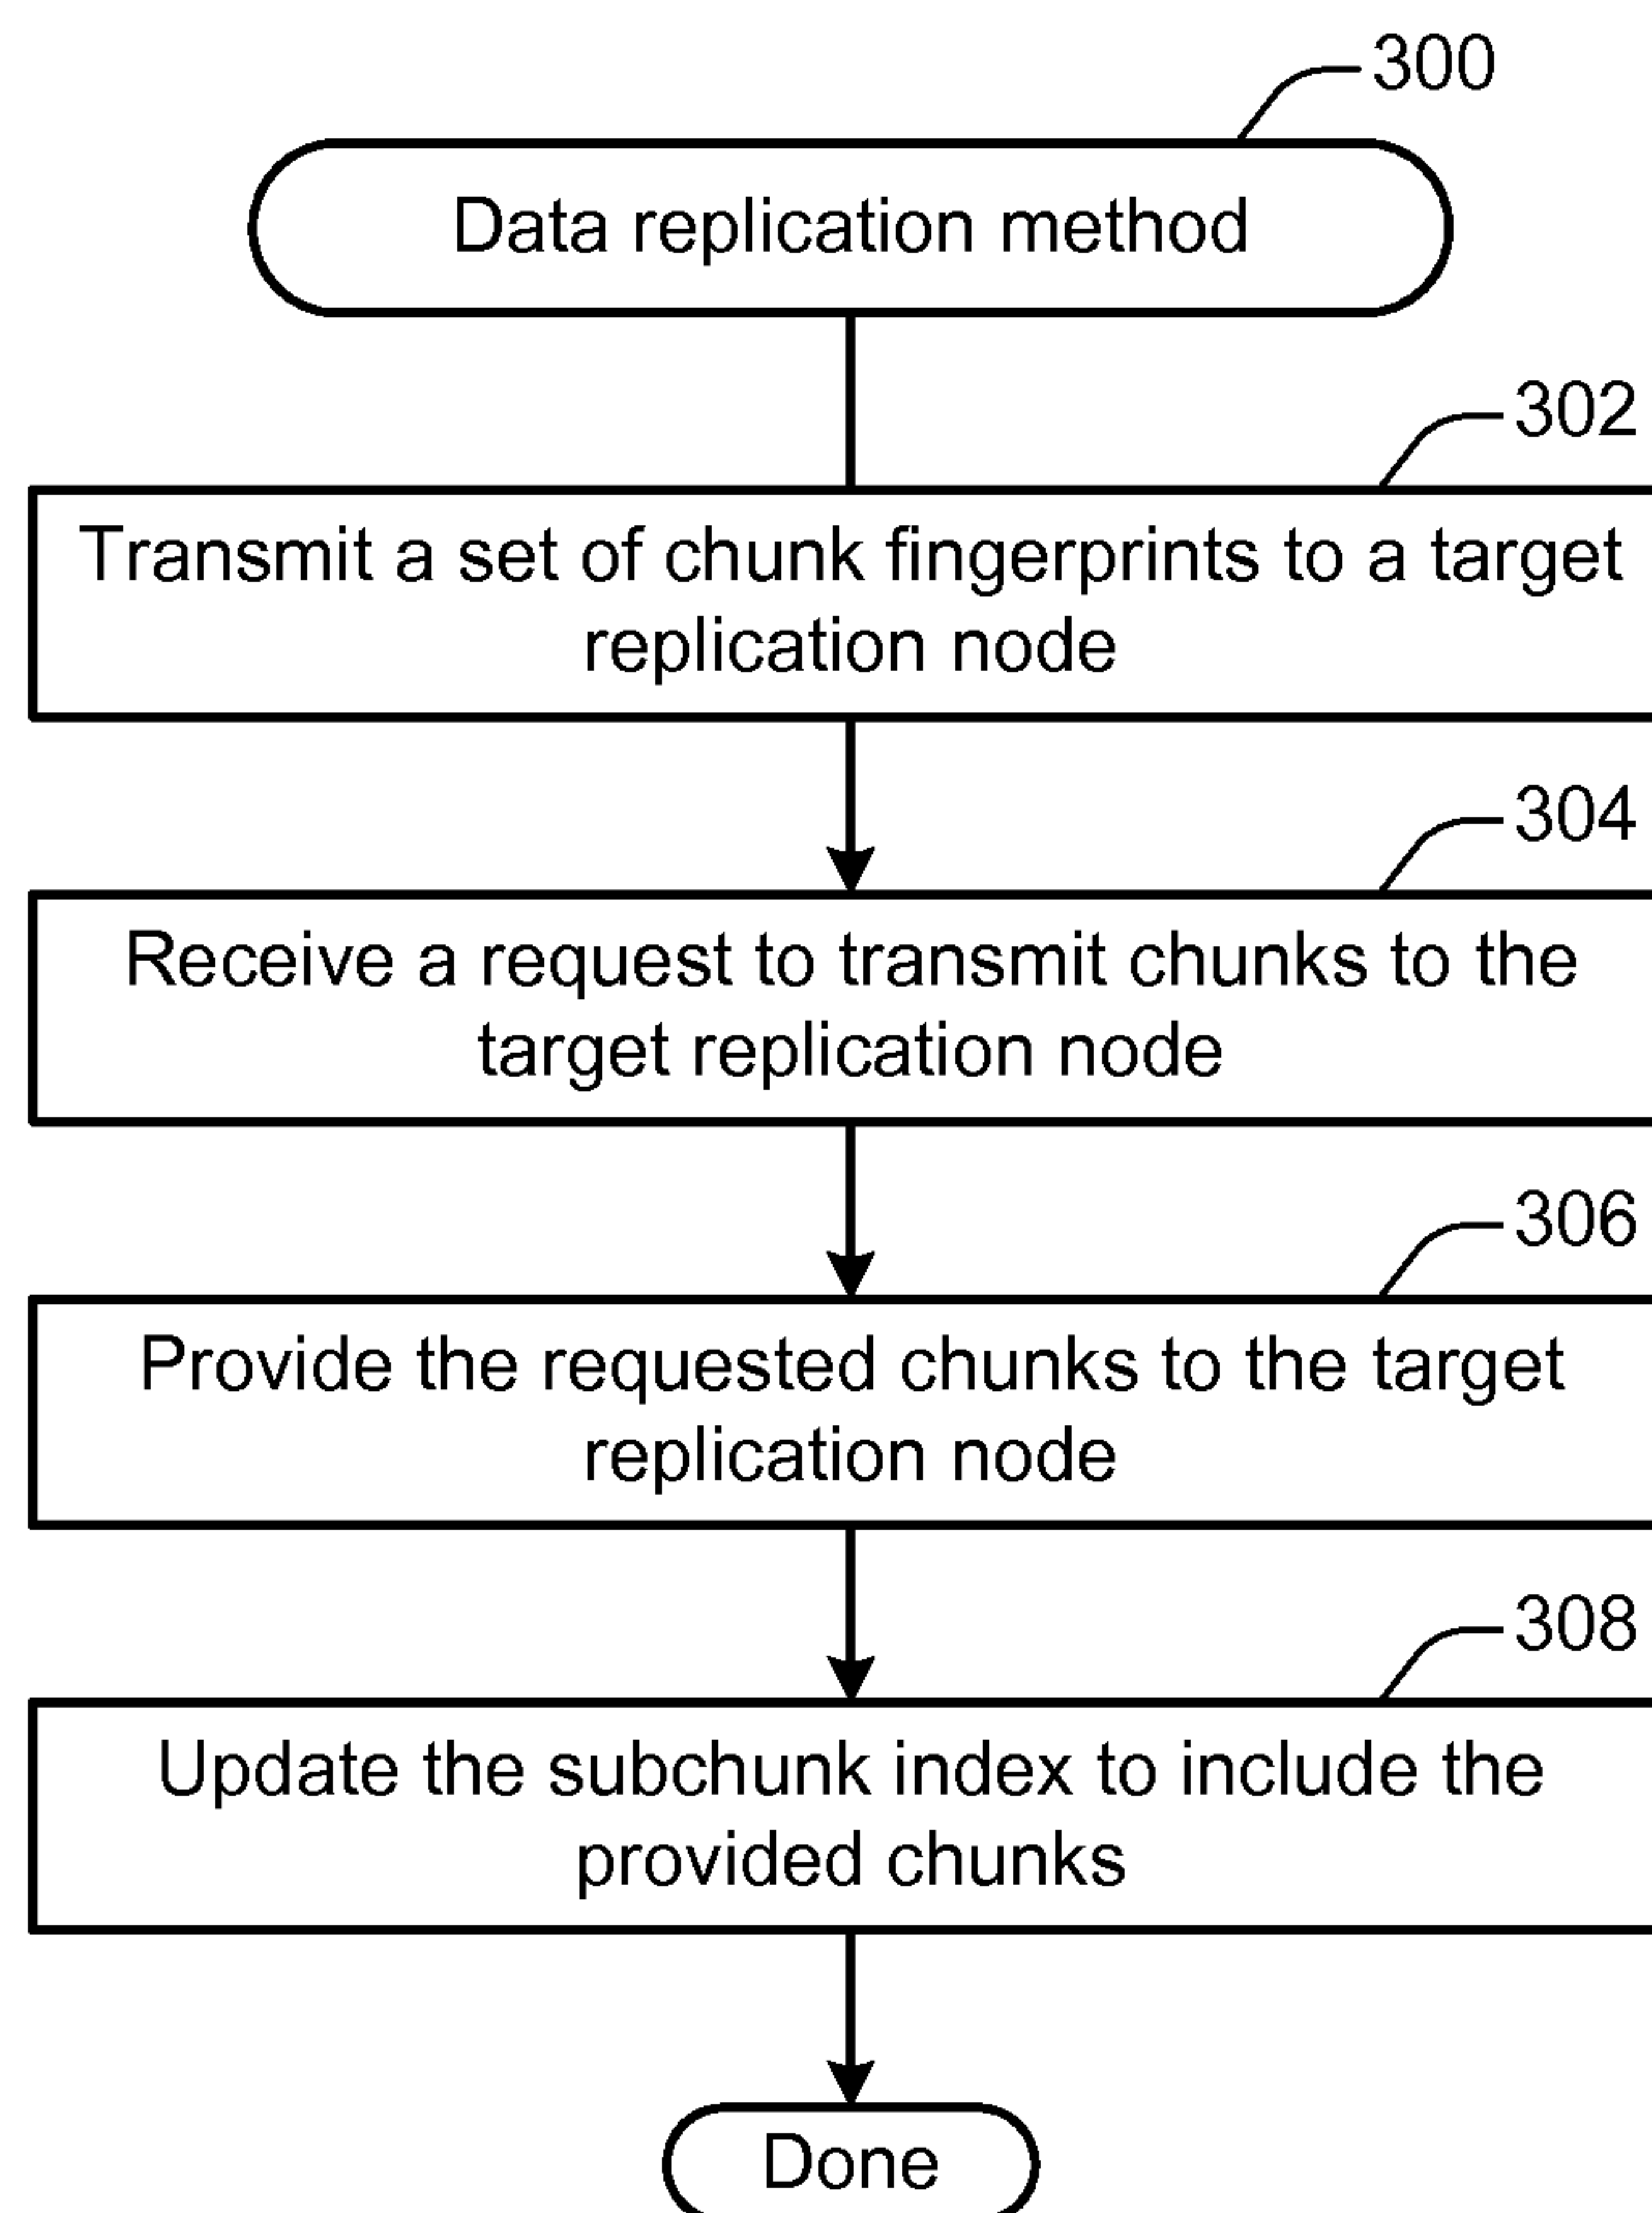 300
Data replication method
302
Transmit a set of chunk fingerprints to a target
replication node
304
Receive a request to transmit chunks to the
target replication node
306
Provide the requested chunks to the target
replication node
308
Update the subchunk index to include the
provided chunks
Done